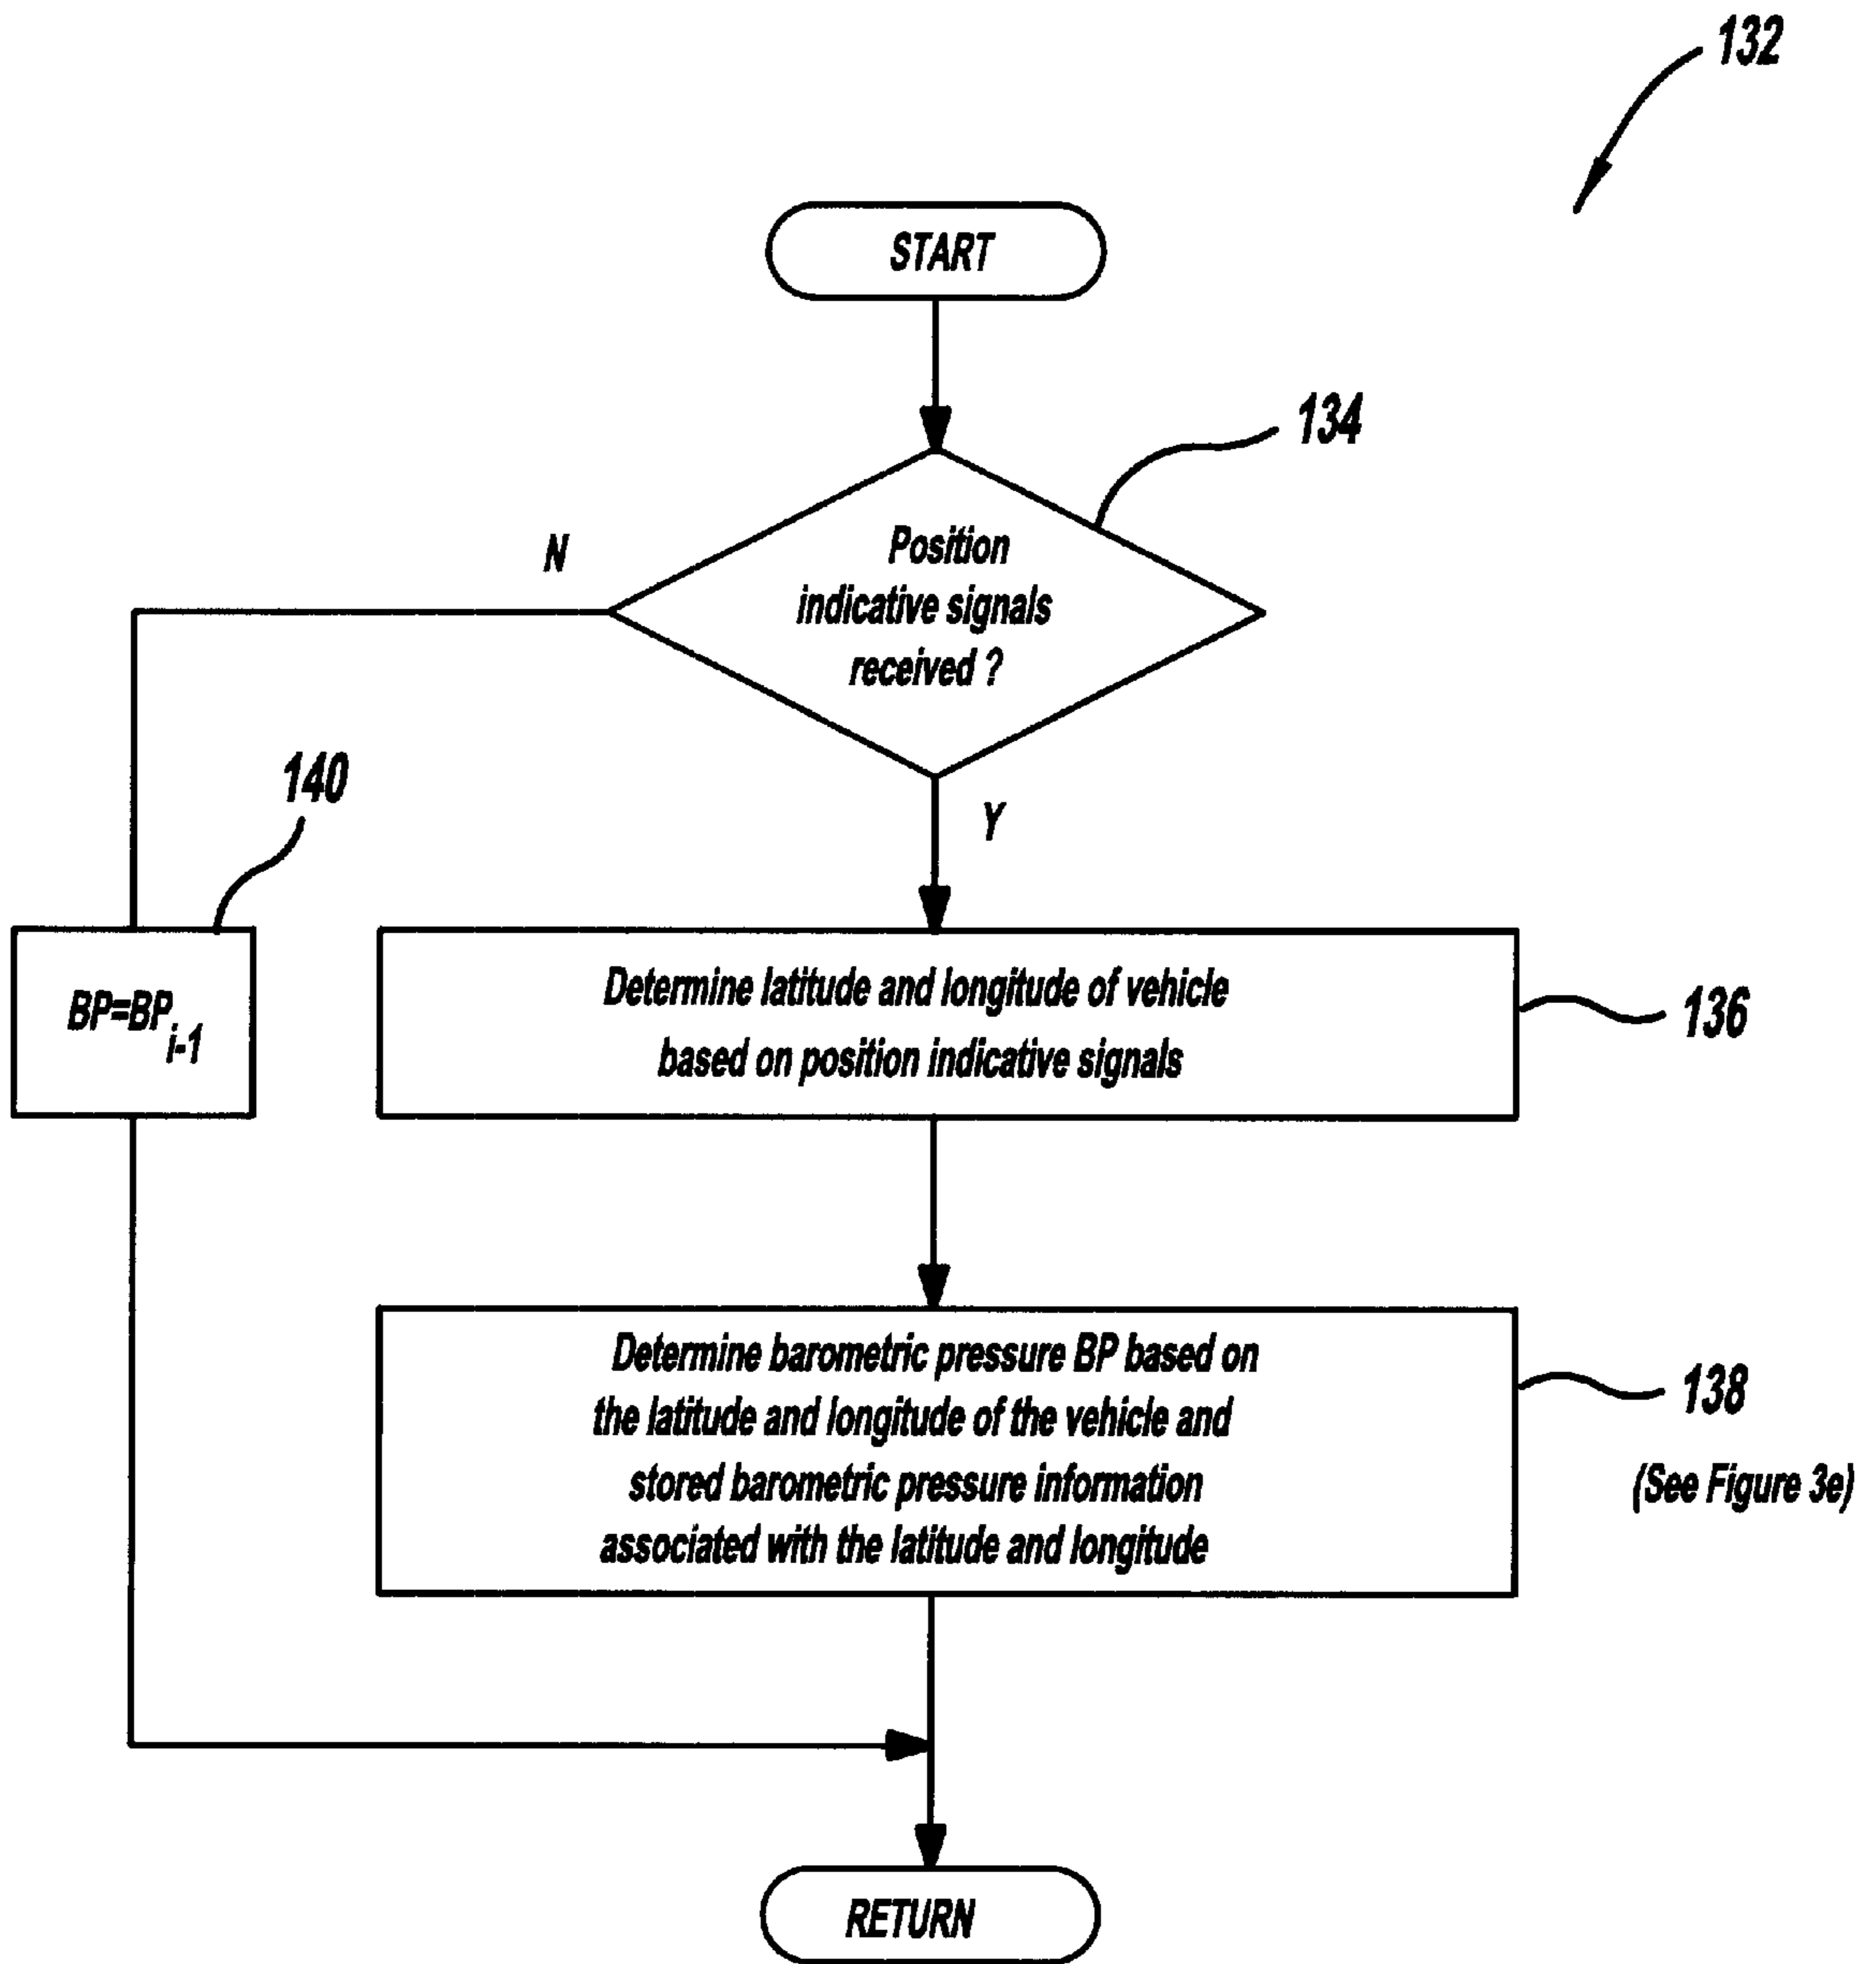 132
START
134
Position
indicative signals
received ?
N
Y
140
BP=BP i-1
Determine latitude and longitude of vehicle
based on position indicative signals
136
Determine barometric pressure BP based on
the latitude and longitude of the vehicle and
stored barometric pressure information
associated with the latitude and longitude
138
(See Figure 3e)
RETURN